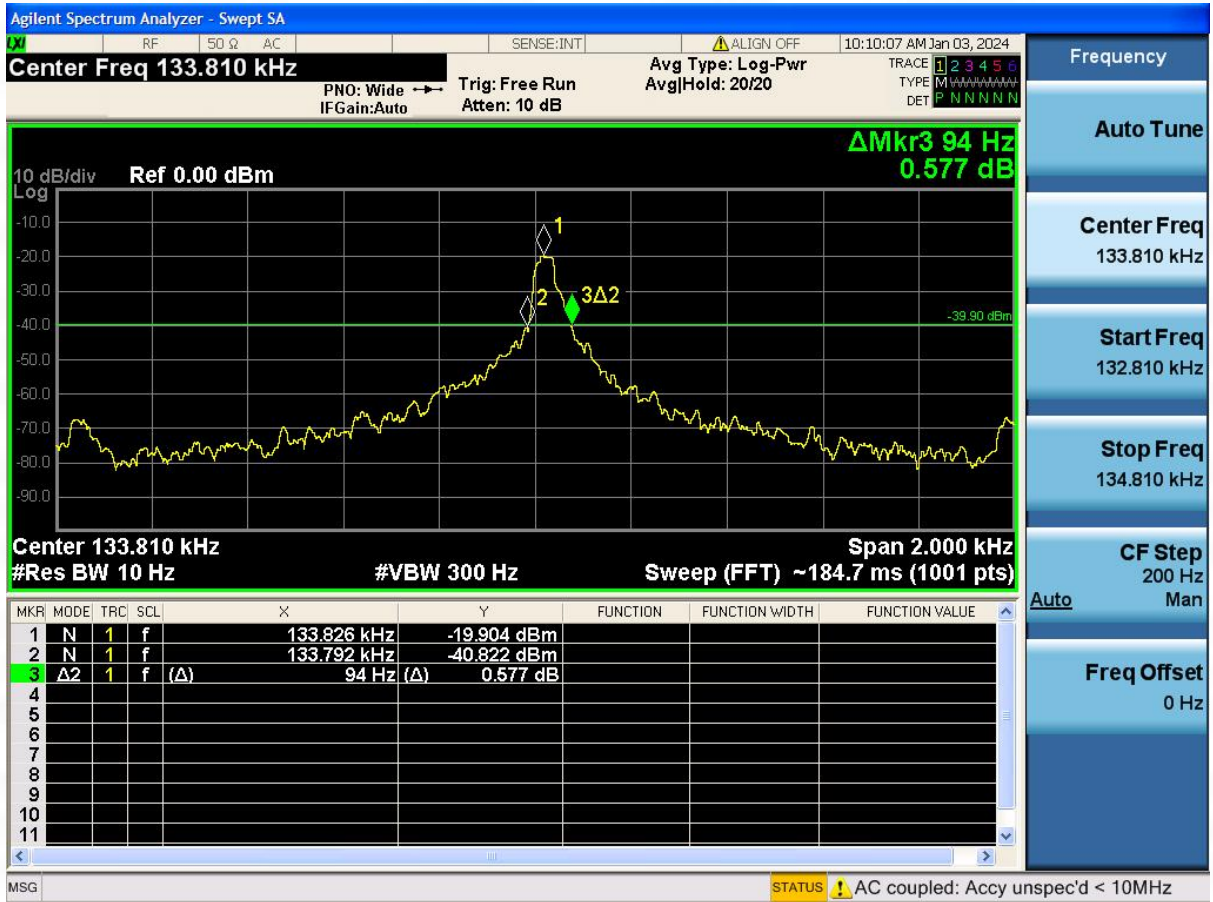 Agilent Spectrum Analyzer - Swept SA
LXI RF 50 Ω AC SENSE:INT ALIGN OFF 10:10:07 AM Jan 03, 2024
Center Freq 133.810 kHz
PNO: Wide
IFGain:Auto
Trig: Free Run
Atten: 10 dB
Avg Type: Log-Pwr
Avg|Hold: 20/20
TRACE 1 2 3 4 5 6
TYPE M
DET P N N N N N
ΔMkr3 94 Hz
0.577 dB
10 dB/div Ref 0.00 dBm
Log
-10.0
-20.0
-30.0
-40.0
-50.0
-60.0
-70.0
-80.0
-90.0
1
2
3Δ2
-39.90 dBm
Center 133.810 kHz Span 2.000 kHz
#Res BW 10 Hz #VBW 300 Hz Sweep (FFT) ~184.7 ms (1001 pts)
MKR MODE TRC SCL X Y FUNCTION FUNCTION WIDTH FUNCTION VALUE
1 N 1 f 133.826 kHz -19.904 dBm
2 N 1 f 133.792 kHz -40.822 dBm
3 Δ2 1 f (Δ) 94 Hz (Δ) 0.577 dB
4
5
6
7
8
9
10
11
MSG STATUS AC coupled: Accy unspec'd < 10MHz
Frequency
Auto Tune
Center Freq
133.810 kHz
Start Freq
132.810 kHz
Stop Freq
134.810 kHz
CF Step
200 Hz
Auto Man
Freq Offset
0 Hz